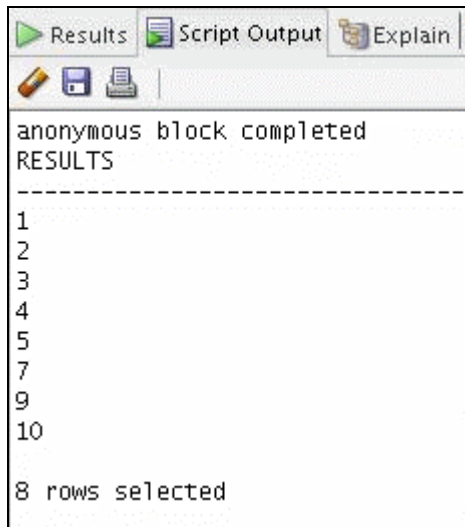 Results Script Output Explain
anonymous block completed
RESULTS
--------------------------------
1
2
3
4
5
7
9
10
8 rows selected